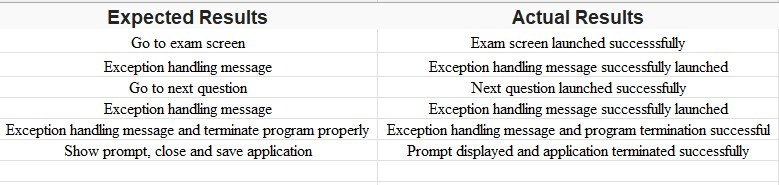 Expected Results Actual Results
Go to exam screen Exam screen launched successsfully
Exception handling message Exception handling message successfully launched
Go to next question Next question launched successfully
Exception handling message Exception handling message successfully launched
Exception handling message and terminate program properly Exception handling message and program termination successful
Show prompt, close and save application Prompt displayed and application terminated successfully